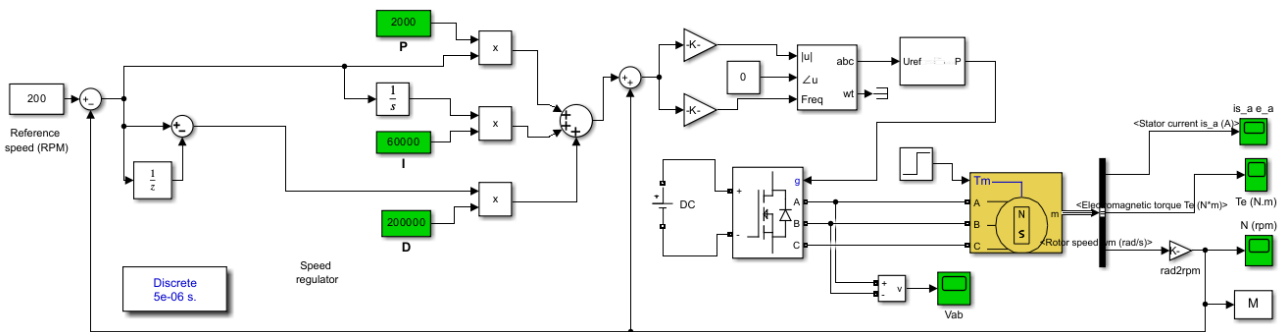 2000
P
x
-K-
|u|
abc
0
∠u
wt
Freq
Uref
P
200
+
-
Reference
speed (RPM)
1
s
x
60000
I
+
+
+
+
+
-K-
+
-
1
z
x
200000
D
Discrete
5e-06 s.
Speed
regulator
+
DC
g
+
A
B
-
C
Tm
A
B
C
N
S
m
is_a e_a
<Stator current is_a (A)>
<Electromagnetic torque Te (N*m)>
Te (N.m)
<Rotor speed wm (rad/s)>
N (rpm)
K-
rad2rpm
M
+
-
v
Vab